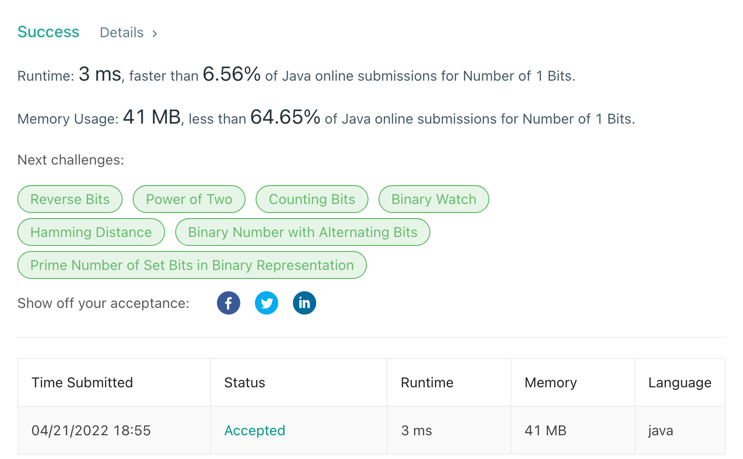 Success Details ›
Runtime: 3 ms, faster than 6.56% of Java online submissions for Number of 1 Bits.
Memory Usage: 41 MB, less than 64.65% of Java online submissions for Number of 1 Bits.
Next challenges:
Reverse Bits Power of Two Counting Bits Binary Watch
Hamming Distance Binary Number with Alternating Bits
Prime Number of Set Bits in Binary Representation
Show off your acceptance: f in
Time Submitted Status Runtime Memory Language
04/21/2022 18:55 Accepted 3 ms 41 MB java